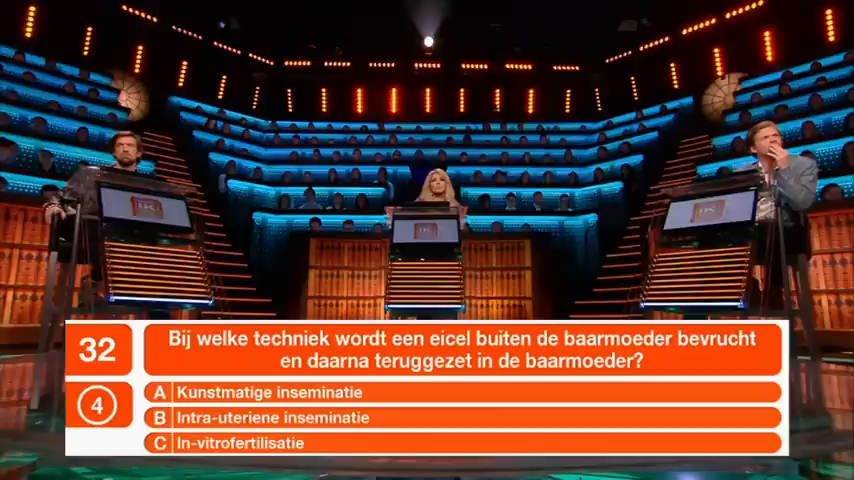 32
Bij welke techniek wordt een eicel buiten de baarmoeder bevrucht
en daarna teruggezet in de baarmoeder?
4
A Kunstmatige inseminatie
B Intra-uteriene inseminatie
C In-vitrofertilisatie